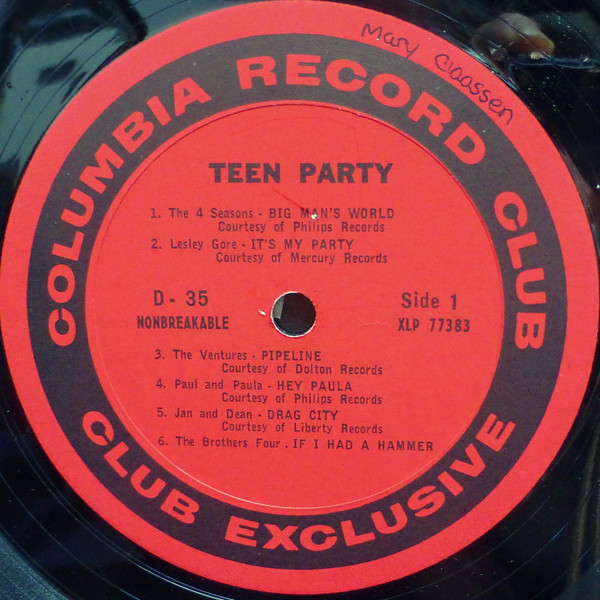 Mary Claassen
COLUMBIA RECORD CLUB
TEEN PARTY
1. The 4 Seasons - BIG MAN'S WORLD
Courtesy of Philips Records
2. Lesley Gore - IT'S MY PARTY
Courtesy of Mercury Records
D - 35
Side 1
NONBREAKABLE
XLP 77383
3. The Ventures - PIPELINE
Courtesy of Dolton Records
4. Paul and Paula - HEY PAULA
Courtesy of Philips Records
5. Jan and Dean - DRAG CITY
Courtesy of Liberty Records
6. The Brothers Four . IF I HAD A HAMMER
CLUB EXCLUSIVE